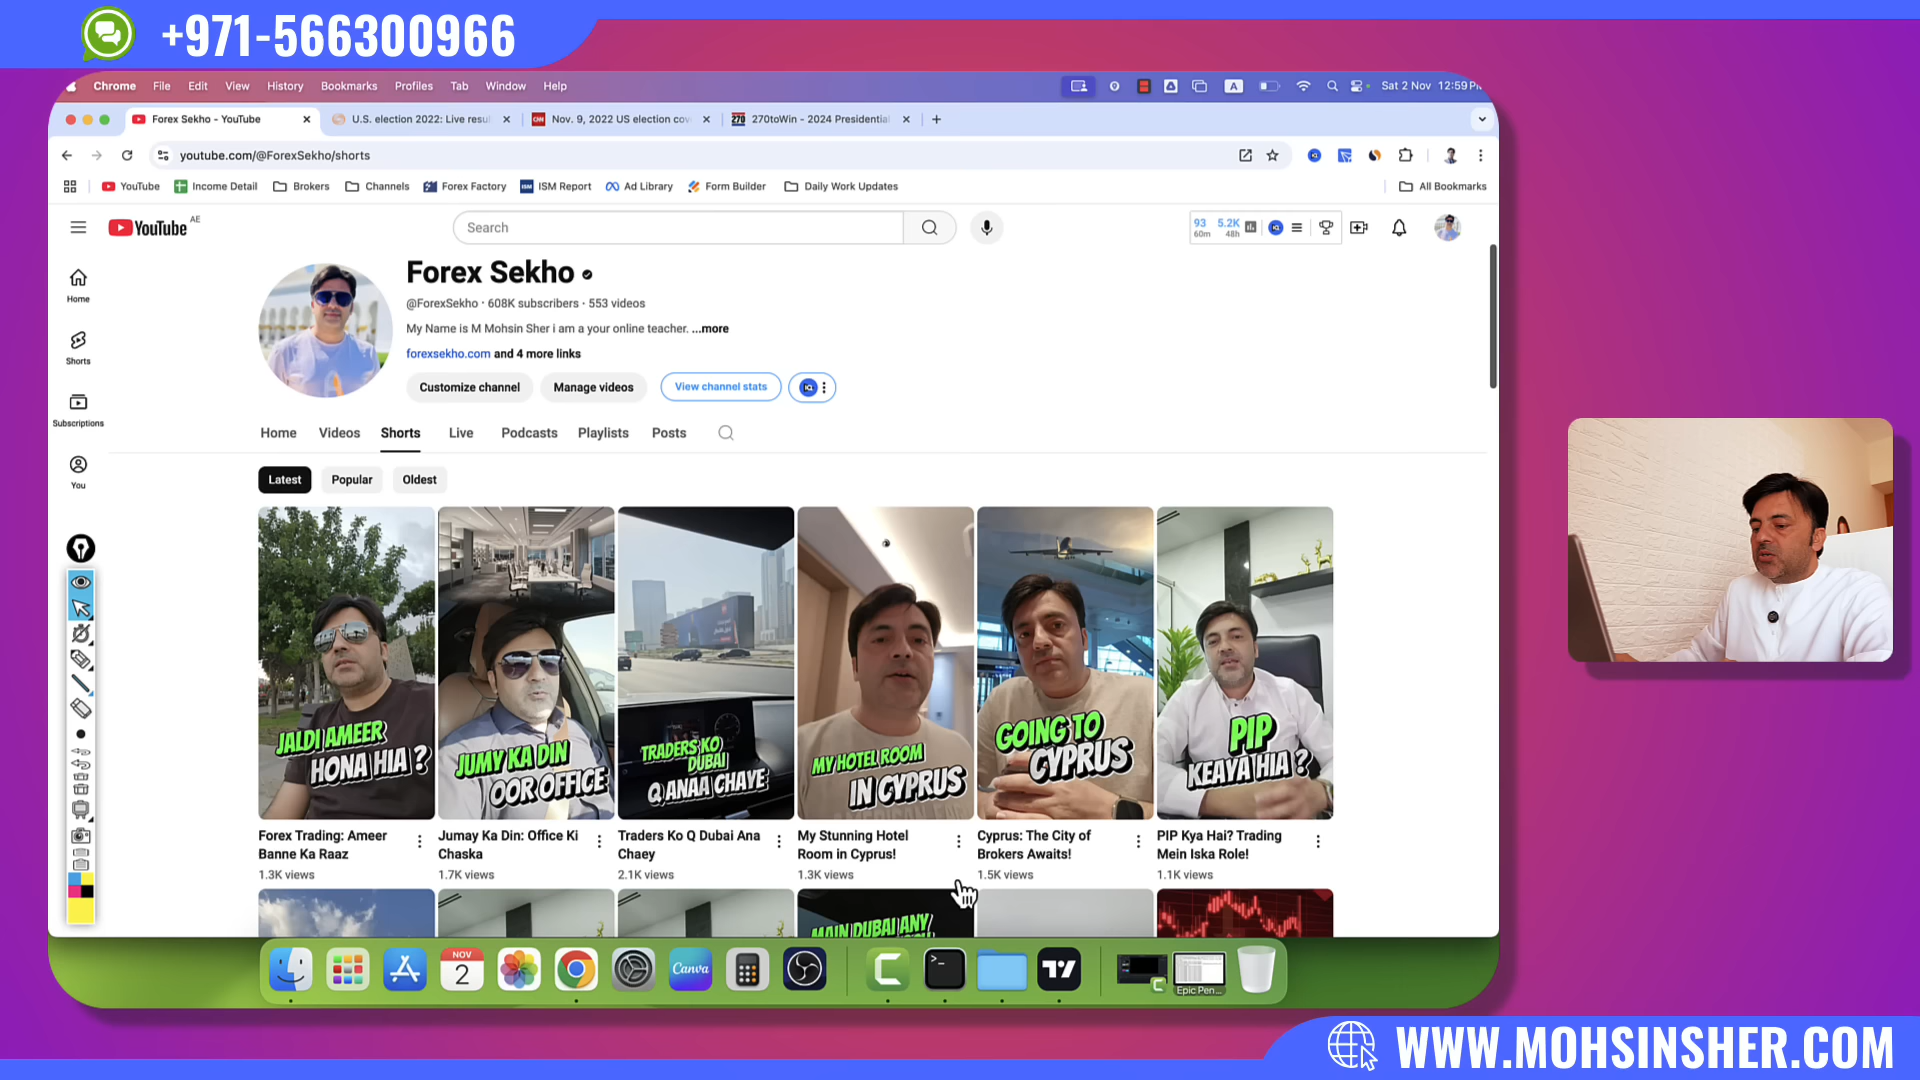 +971-566300966
Chrome File Edit View History Bookmarks Profiles Tab Window Help
A
Sat 2 Nov 12:59
Forex Sekho - YouTube
U.S. election 2022: Live resu
CNN Nov. 9, 2022 US election cov
270 270toWin - 2024 Presidential
youtube.com/@ForexSekho/shorts
YouTube Income Detail Brokers Channels Forex Factory ISM ISM Report Ad Library Form Builder Daily Work Updates All Bookmarks
YouTube AE
Search
93 5.2K
60m 48h
Home
Shorts
Subscriptions
You
Forex Sekho
@ForexSekho · 608K subscribers · 553 videos
My Name is M Mohsin Sher i am a your online teacher. ...more
forexsekho.com and 4 more links
Customize channel Manage videos View channel stats
Home Videos Shorts Live Podcasts Playlists Posts
Latest Popular Oldest
JALDI AMEER
HONA HIA ?
JUMY KA DIN
OOR OFFICE
TRADERS KO
DUBAI
Q ANAA CHAYE
MY HOTEL ROOM
IN CYPRUS
GOING TO
CYPRUS
PIP
KEAYA HIA ?
Forex Trading: Ameer
Banne Ka Raaz
1.3K views
Jumay Ka Din: Office Ki
Chaska
1.7K views
Traders Ko Q Dubai Ana
Chaey
2.1K views
My Stunning Hotel
Room in Cyprus!
1.3K views
Cyprus: The City of
Brokers Awaits!
1.5K views
PIP Kya Hai? Trading
Mein Iska Role!
1.1K views
MAIN DUBAI ANY
NOV
2
Canva
Epic Pen...
WWW.MOHSINSHER.COM